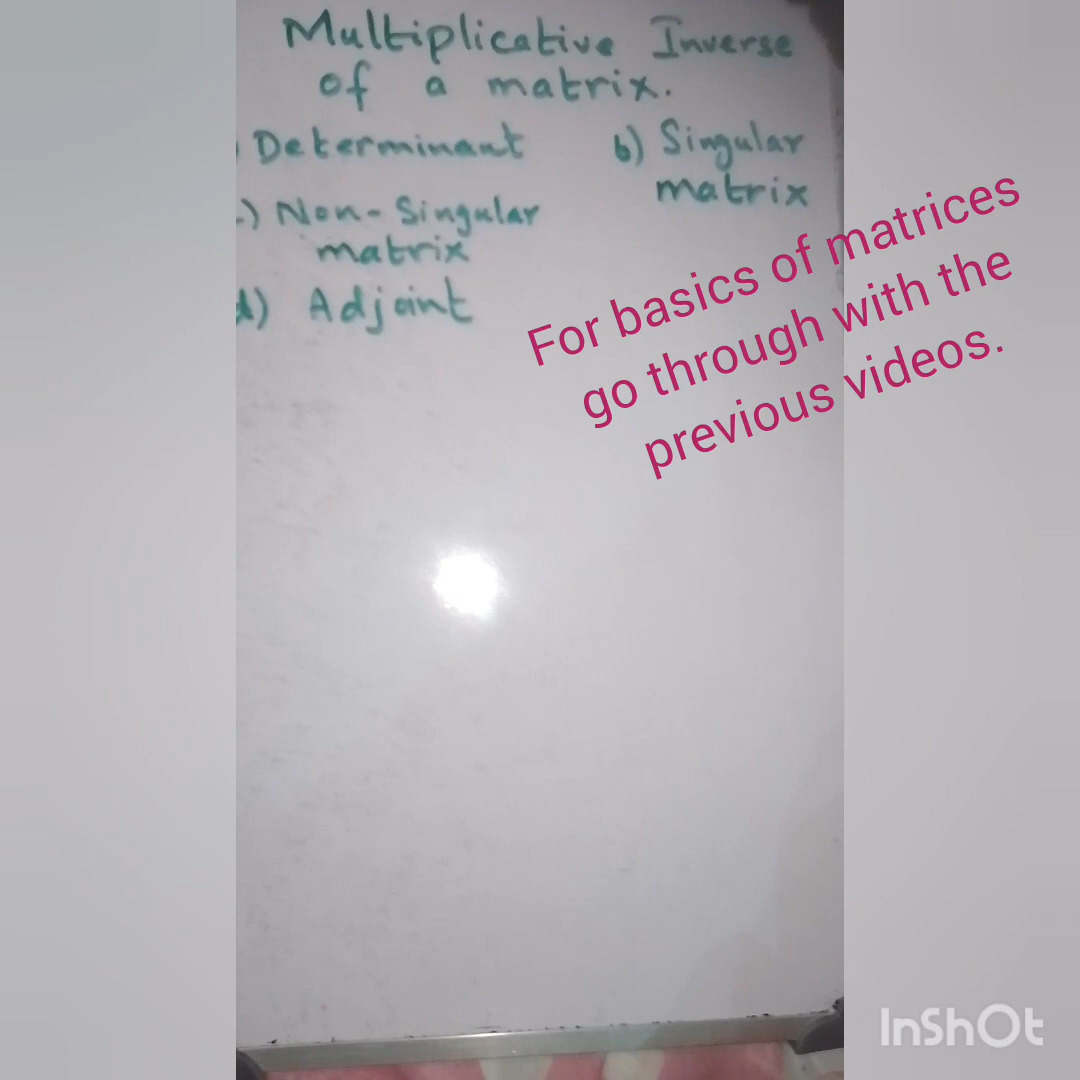 Multiplicative Inverse
of a matrix.
) Determinant b) Singular
matrix
c) Non-Singular
matrix
d) Adjoint
For basics of matrices
go through with the
previous videos.
InShOt